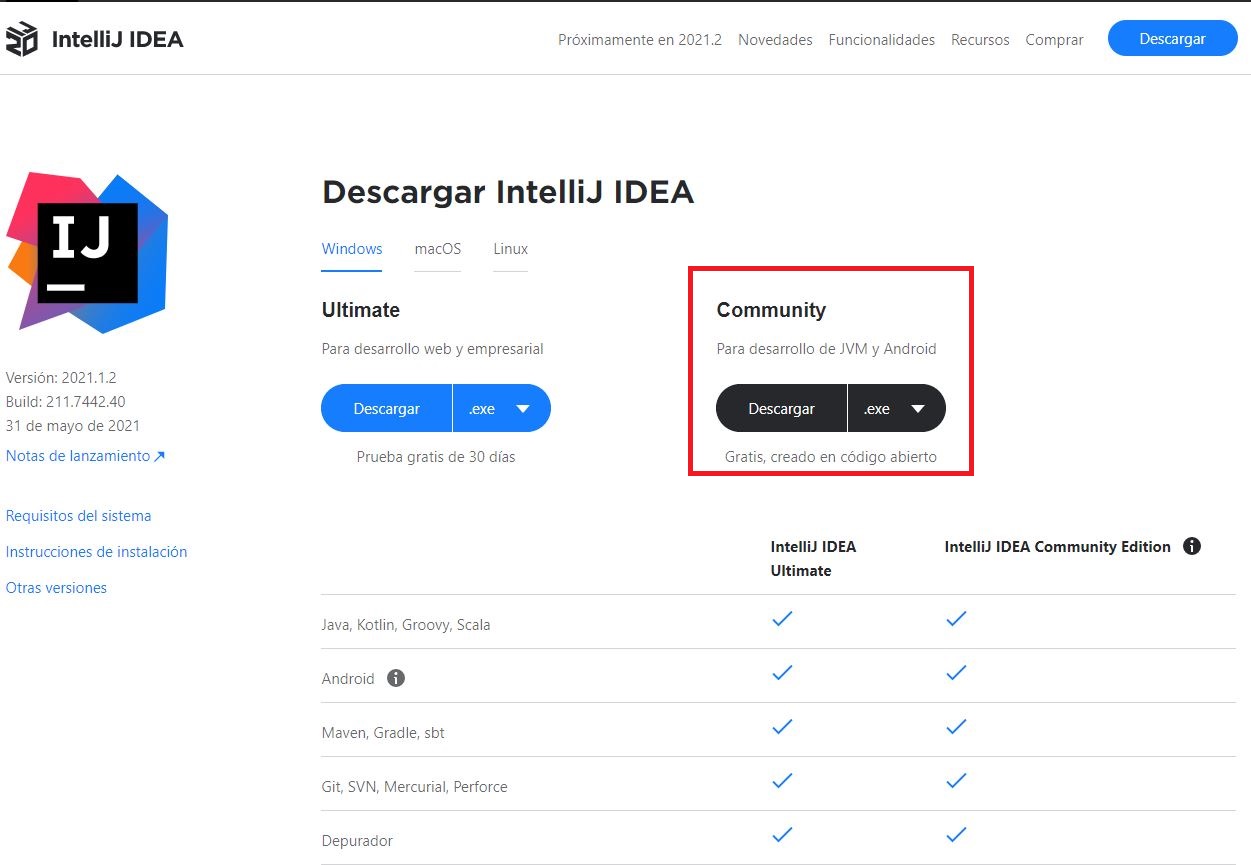 IntelliJ IDEA
Próximamente en 2021.2 Novedades Funcionalidades Recursos Comprar Descargar
IJ
Versión: 2021.1.2
Build: 211.7442.40
31 de mayo de 2021
Notas de lanzamiento
Requisitos del sistema
Instrucciones de instalación
Otras versiones
Descargar IntelliJ IDEA
Windows macOS Linux
Ultimate
Para desarrollo web y empresarial
Descargar .exe
Prueba gratis de 30 días
Community
Para desarrollo de JVM y Android
Descargar .exe
Gratis, creado en código abierto
IntelliJ IDEA
Ultimate
IntelliJ IDEA Community Edition
Java, Kotlin, Groovy, Scala
Android
Maven, Gradle, sbt
Git, SVN, Mercurial, Perforce
Depurador